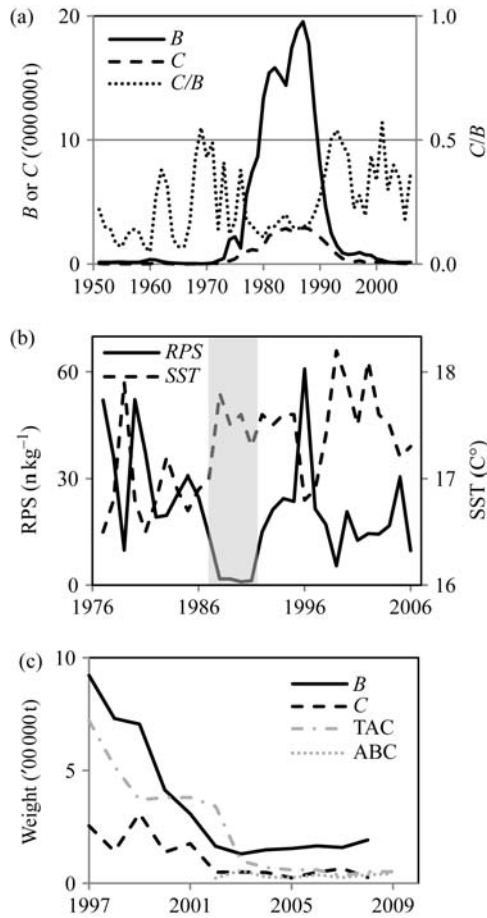 (a)
20
1.0
B
C
C/B
B or C ('000 000 t)
10
0.5
C/B
0
0.0
1950 1960 1970 1980 1990 2000
(b)
60
RPS
SST
18
RPS (n kg⁻¹)
30
17
SST (C°)
0
16
1976 1986 1996 2006
(c)
10
B
C
TAC
ABC
Weight ('00 000 t)
5
0
1997 2001 2005 2009